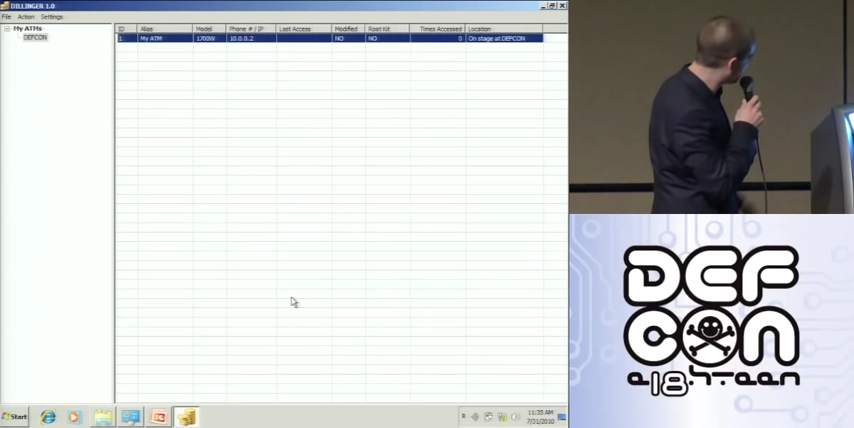 DILLINGER 1.0
File Action Settings
My ATMs
DEFCON
ID Alias Model Phone # / IP Last Access Modified Root Kit Times Accessed Location
1 My ATM 1700W 10.0.0.2 NO NO 0 On stage at DEFCON
Start
11:35 AM
7/31/2010
DEF
CON
e18h.teen